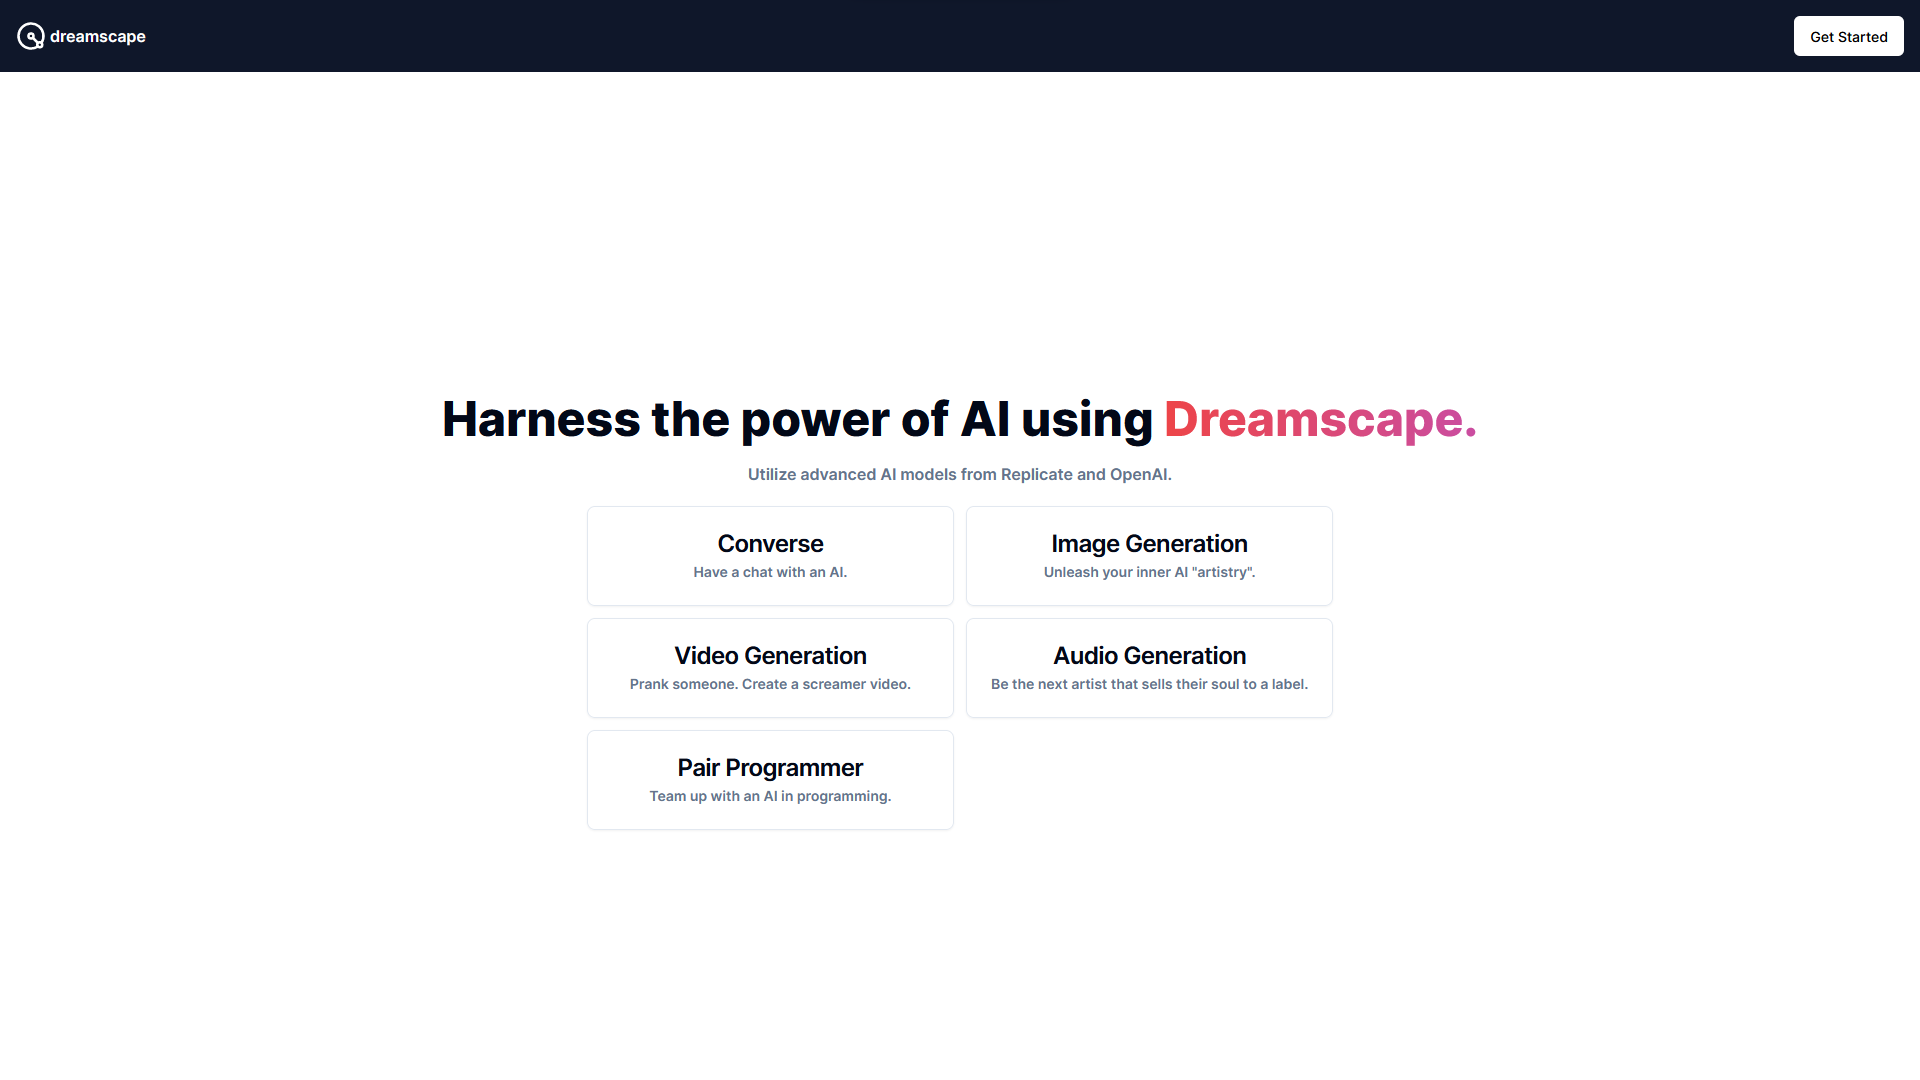 dreamscape
Get Started
Harness the power of AI using Dreamscape.
Utilize advanced AI models from Replicate and OpenAI.
Converse
Have a chat with an AI.
Image Generation
Unleash your inner AI "artistry".
Video Generation
Prank someone. Create a screamer video.
Audio Generation
Be the next artist that sells their soul to a label.
Pair Programmer
Team up with an AI in programming.